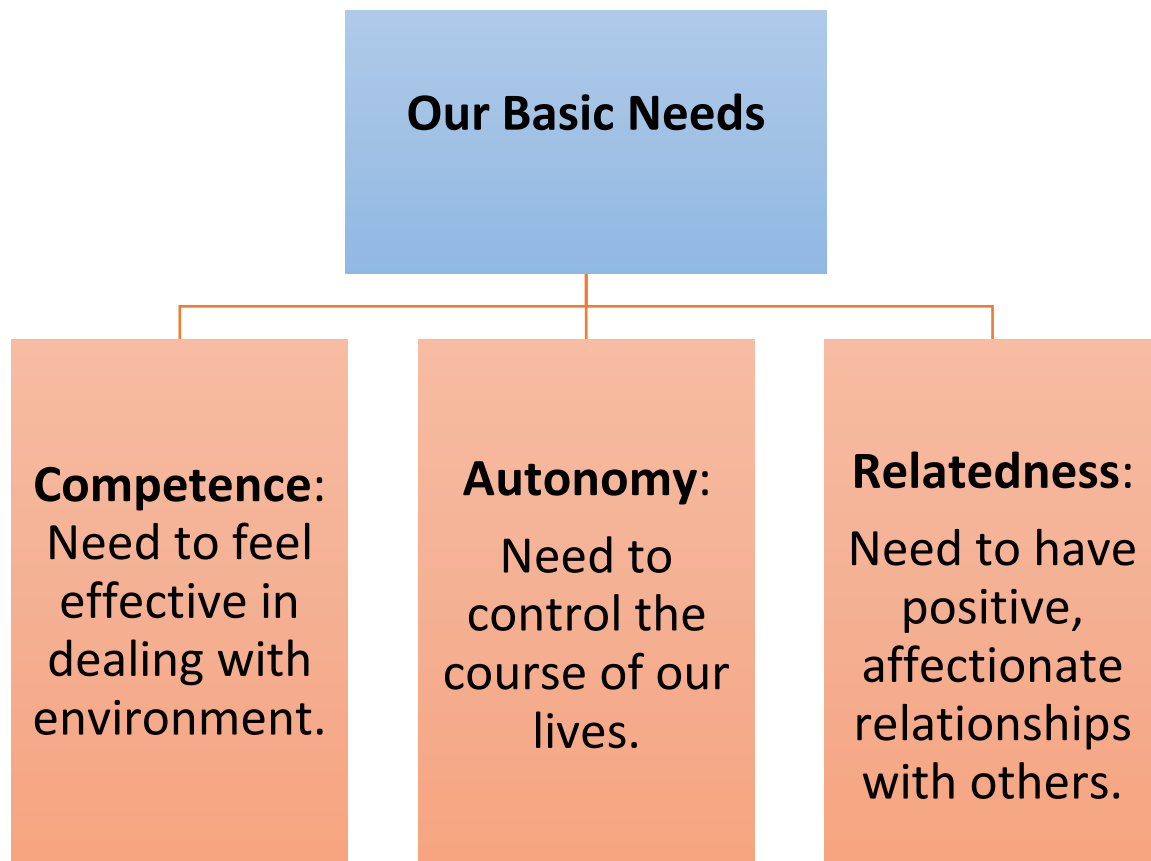 Our Basic Needs
Competence:
Need to feel
effective in
dealing with
environment.
Autonomy:
Need to
control the
course of our
lives.
Relatedness:
Need to have
positive,
affectionate
relationships
with others.